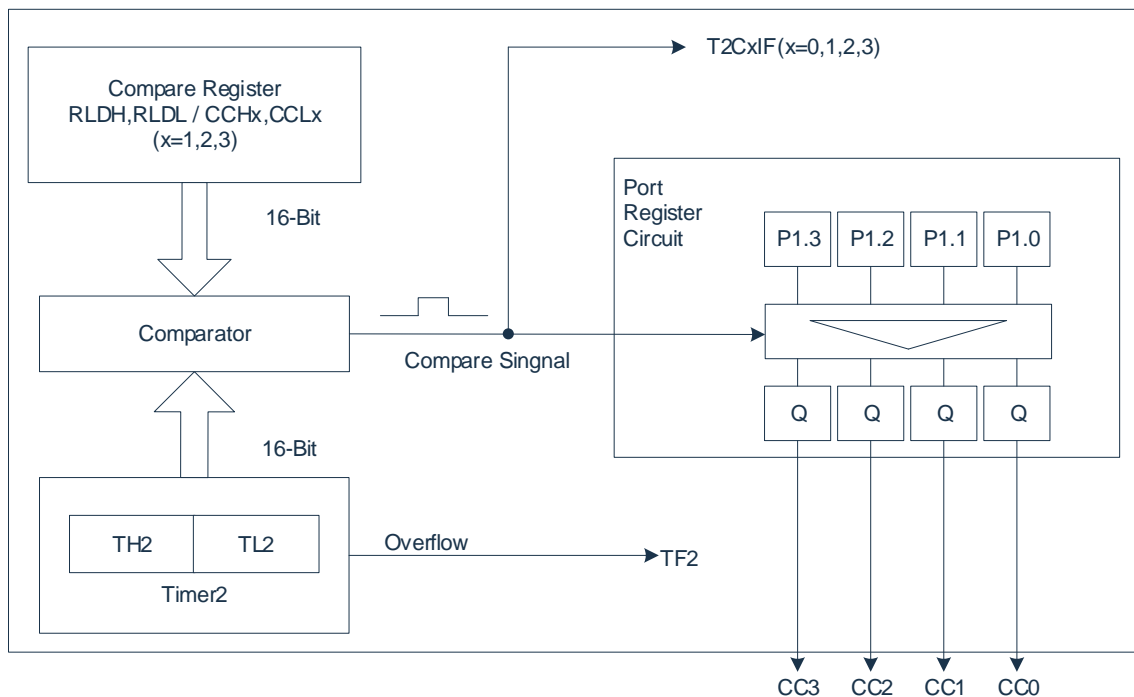 T2CxIF(x=0,1,2,3)
Compare Register
RLDH,RLDL / CCHx,CCLx
(x=1,2,3)
16-Bit
Comparator
Compare Singnal
Port
Register
Circuit
P1.3 P1.2 P1.1 P1.0
Q Q Q Q
16-Bit
TH2 TL2
Timer2
Overflow
TF2
CC3 CC2 CC1 CC0